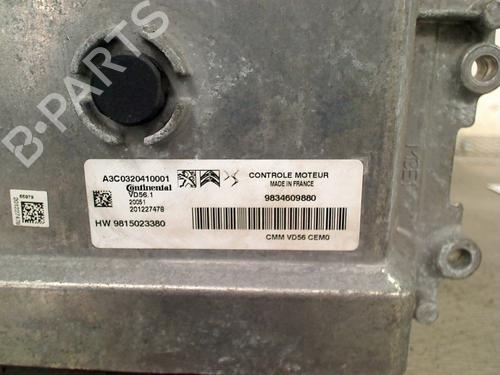 B-PARTS
A3C0320410001
Continental
VD56.1
20051
201227478
HW 9815023380
CONTROLE MOTEUR
MADE IN FRANCE
9834609880
CMM VD56 CEM0